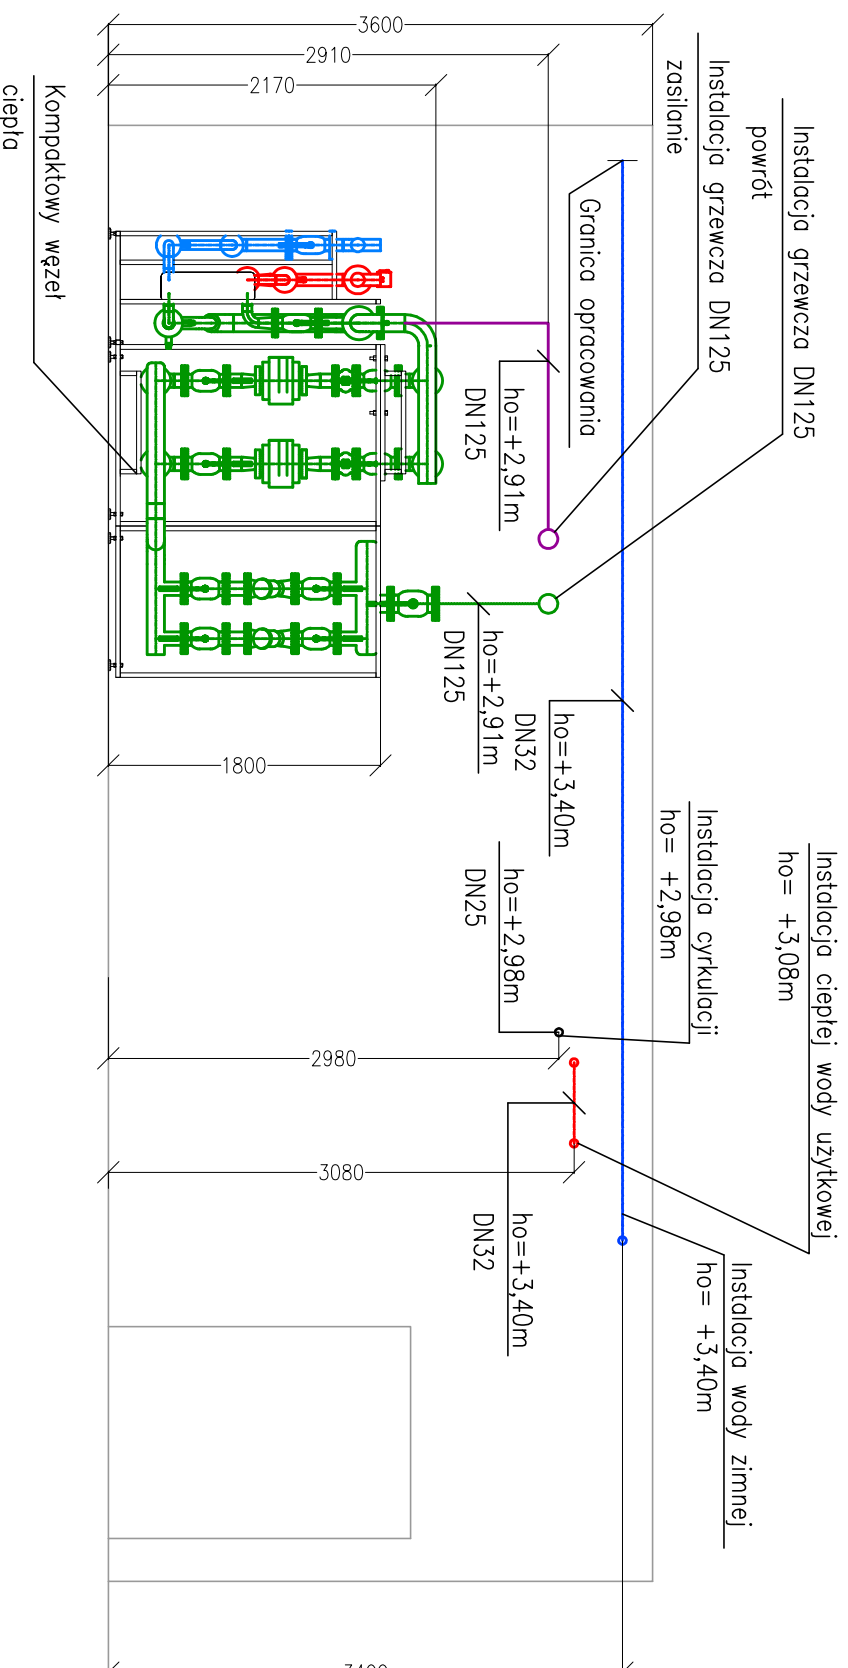 3600
2910
2170
Instalacja grzewcza DN125
powrót
Instalacja grzewcza DN125
zasilanie
Granica opracowania
Kompaktowy węzeł
ciepła
ho=+2,91m
DN125
ho=+2,91m
DN125
ho=+3,40m
DN32
1800
Instalacja ciepłej wody użytkowej
ho= +3,08m
Instalacja cyrkulacji
ho= +2,98m
ho=+2,98m
DN25
2980
3080
ho=+3,40m
DN32
Instalacja wody zimnej
ho= +3,40m